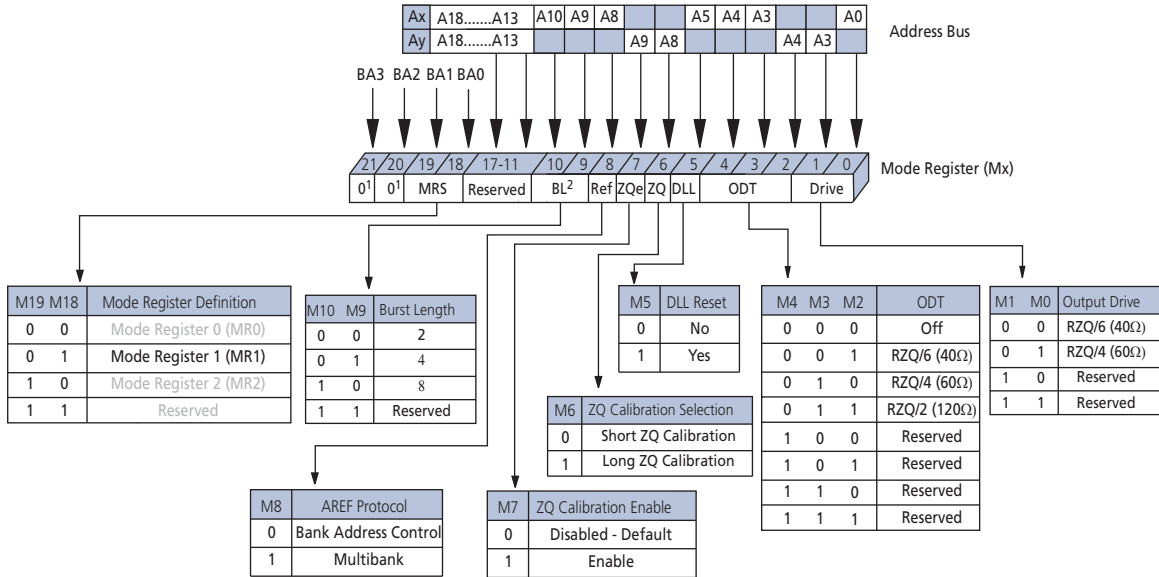 Ax A18.......A13 A10 A9 A8 A5 A4 A3 A0
Ay A18.......A13 A9 A8 A4 A3
Address Bus
BA3 BA2 BA1 BA0
21 20 19 18 17-11 10 9 8 7 6 5 4 3 2 1 0
Mode Register (Mx)
0¹ 0¹ MRS Reserved BL² Ref ZQe ZQ DLL ODT Drive
M19 M18 Mode Register Definition
0 0 Mode Register 0 (MR0)
0 1 Mode Register 1 (MR1)
1 0 Mode Register 2 (MR2)
1 1 Reserved
M10 M9 Burst Length
0 0 2
0 1 4
1 0 8
1 1 Reserved
M5 DLL Reset
0 No
1 Yes
M4 M3 M2 ODT
0 0 0 Off
0 0 1 RZQ/6 (40Ω)
0 1 0 RZQ/4 (60Ω)
0 1 1 RZQ/2 (120Ω)
1 0 0 Reserved
1 0 1 Reserved
1 1 0 Reserved
1 1 1 Reserved
M1 M0 Output Drive
0 0 RZQ/6 (40Ω)
0 1 RZQ/4 (60Ω)
1 0 Reserved
1 1 Reserved
M6 ZQ Calibration Selection
0 Short ZQ Calibration
1 Long ZQ Calibration
M8 AREF Protocol
0 Bank Address Control
1 Multibank
M7 ZQ Calibration Enable
0 Disabled - Default
1 Enable